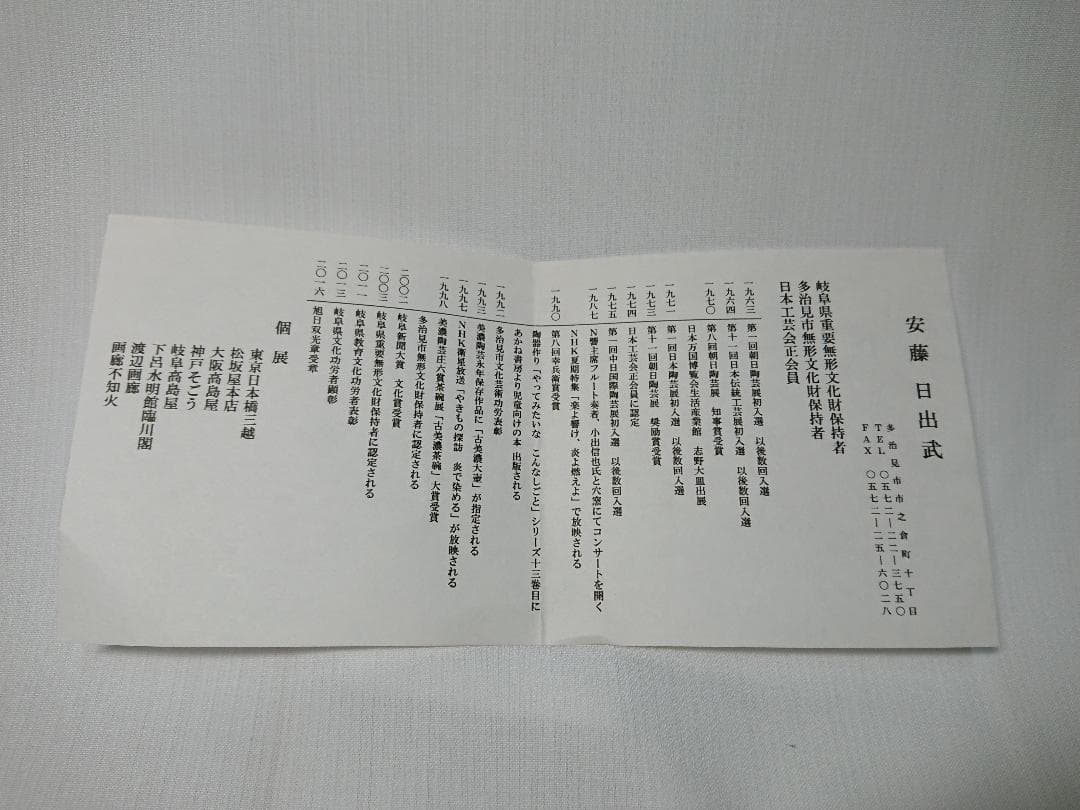 安藤日出武
多治見市市之倉町十丁目
TEL 〇五七二―二二―三七五〇
FAX 〇五七二―二五―六〇二八
岐阜県重要無形文化財保持者
多治見市無形文化財保持者
日本工芸会正会員
一九六三 第一回朝日陶芸展初入選 以後数回入選
一九六四 第十一回日本伝統工芸展初入選 以後数回入選
一九七〇 第八回朝日陶芸展 知事賞受賞
日本万国博覧会生活産業館 志野大皿出展
一九七一 第一回日本陶芸展初入選 以後数回入選
一九七三 第十一回朝日陶芸展 奨励賞受賞
一九七四 日本工芸会正会員に認定
一九七五 第一回中日国際陶芸展初入選 以後数回入選
一九八七 N響主席フルート奏者、小出信也氏と穴窯にてコンサートを開く
NHK夏期特集「楽よ響け、炎よ燃えよ」で放映される
一九九〇 第八回幸兵衛賞受賞
陶器作り「やってみたいな こんなしごと」シリーズ十三巻目に
あかね書房より児童向けの本 出版される
一九九二 多治見市文化芸術功労表彰
一九九三 美濃陶芸永年保存作品に「古美濃大壷」が指定される
一九九七 NHK衛星放送「やきもの探訪 炎で染める」が放映される
一九九八 美濃陶芸庄六賞茶碗展「古美濃茶碗」大賞受賞
多治見市無形文化財保持者に認定される
二〇〇二 岐阜新聞大賞 文化賞受賞
二〇〇三 岐阜県重要無形文化財保持者に認定される
二〇一一 岐阜県教育文化功労者表彰
二〇一三 岐阜県文化功労者顕彰
二〇一六 旭日双光章受章
個展
東京日本橋三越
松坂屋本店
大阪高島屋
神戸そごう
岐阜高島屋
下呂水明館臨川閣
渡辺画廊
画廊不知火